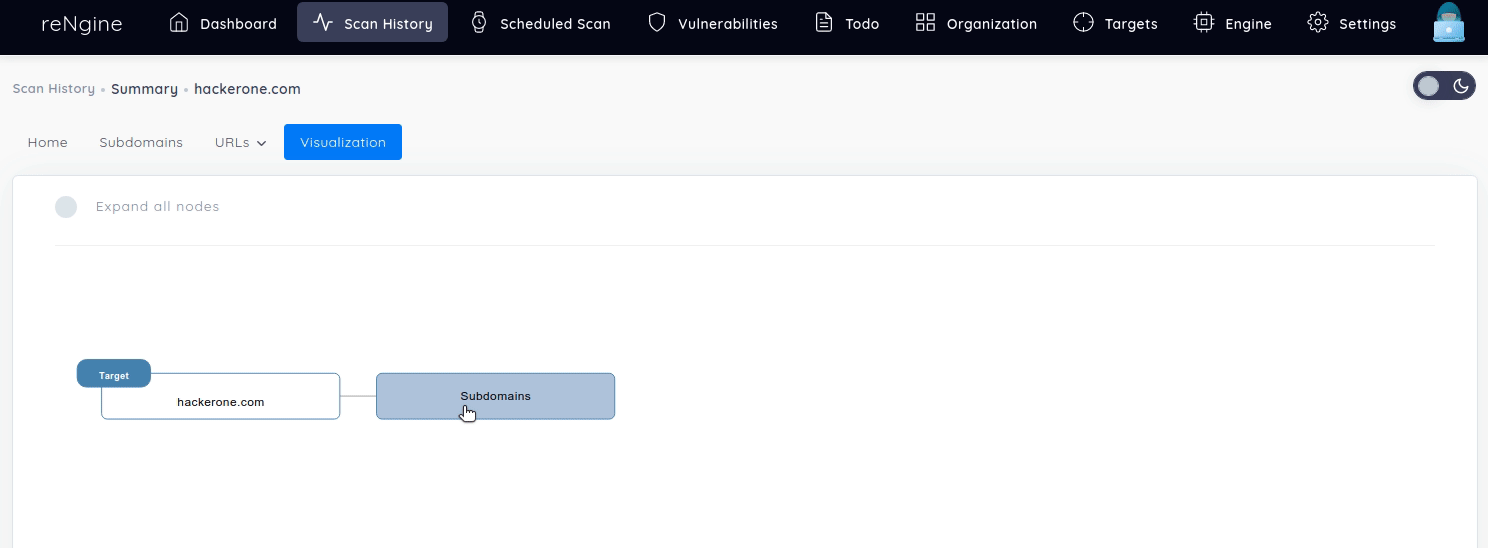 reNgine Dashboard Scan History Scheduled Scan Vulnerabilities Todo Organization Targets Engine Settings
Scan History • Summary • hackerone.com
Home Subdomains URLs Visualization
Expand all nodes
Target
hackerone.com Subdomains